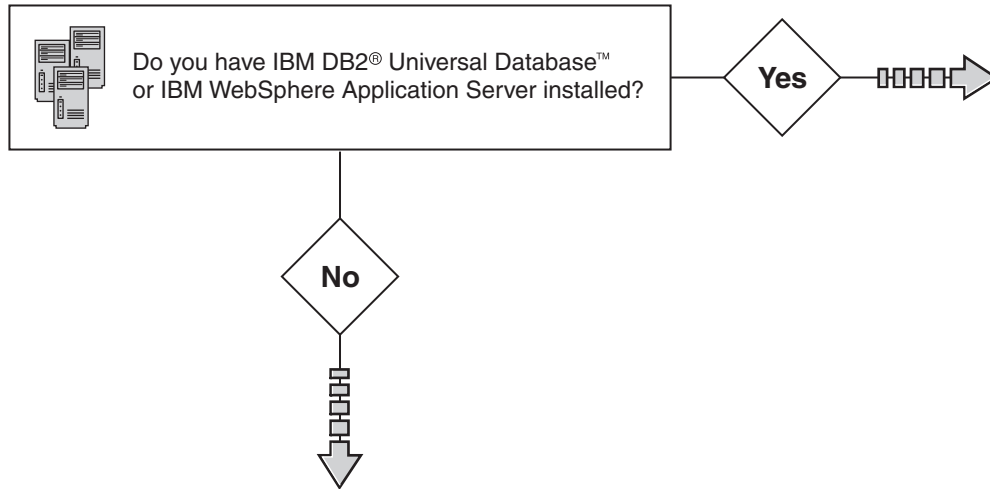 Do you have IBM DB2® Universal Database™
or IBM WebSphere Application Server installed?
Yes
No